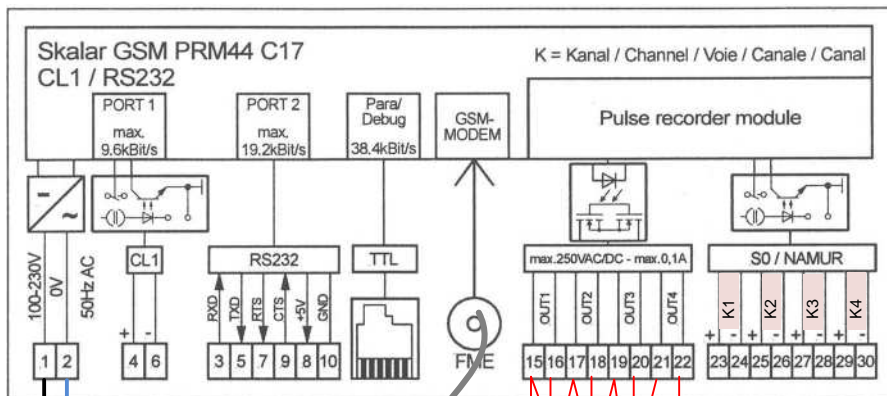 Skalar GSM PRM44 C17
CL1 / RS232
K = Kanal / Channel / Voie / Canale / Canal
PORT 1
max.
9.6kBit/s
PORT 2
max.
19.2kBit/s
Para/
Debug
38.4kBit/s
GSM-
MODEM
Pulse recorder module
100-230V
0V
50Hz AC
CL1
RS232
TTL
max.250VAC/DC - max.0,1A
S0 / NAMUR
RXD
TXD
RTS
CTS
+5V
GND
OUT1
OUT2
OUT3
OUT4
K1
K2
K3
K4
+ -
+ - + - + - + -
FME
1 2
4 6
3 5 7 9 8 10
15 16 17 18 19 20 21 22
23 24 25 26 27 28 29 30